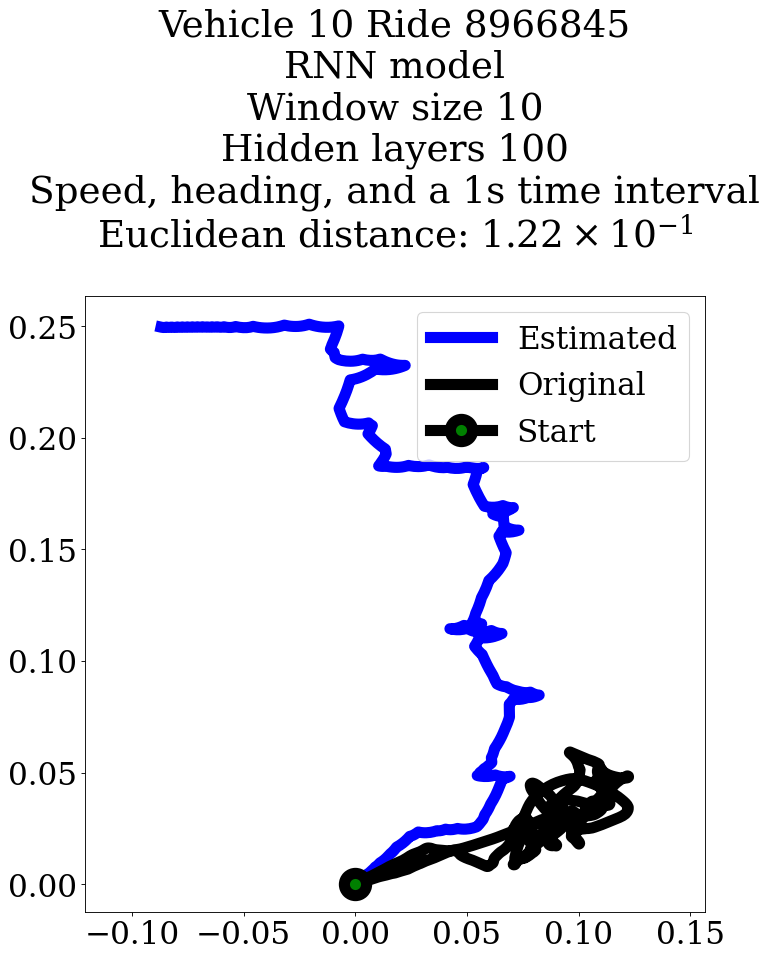 Vehicle 10 Ride 8966845
RNN model
Window size 10
Hidden layers 100
Speed, heading, and a 1s time interval
Euclidean distance: 1.22 × 10⁻¹
Estimated
Original
Start
0.25
0.20
0.15
0.10
0.05
0.00
−0.10 −0.05 0.00 0.05 0.10 0.15